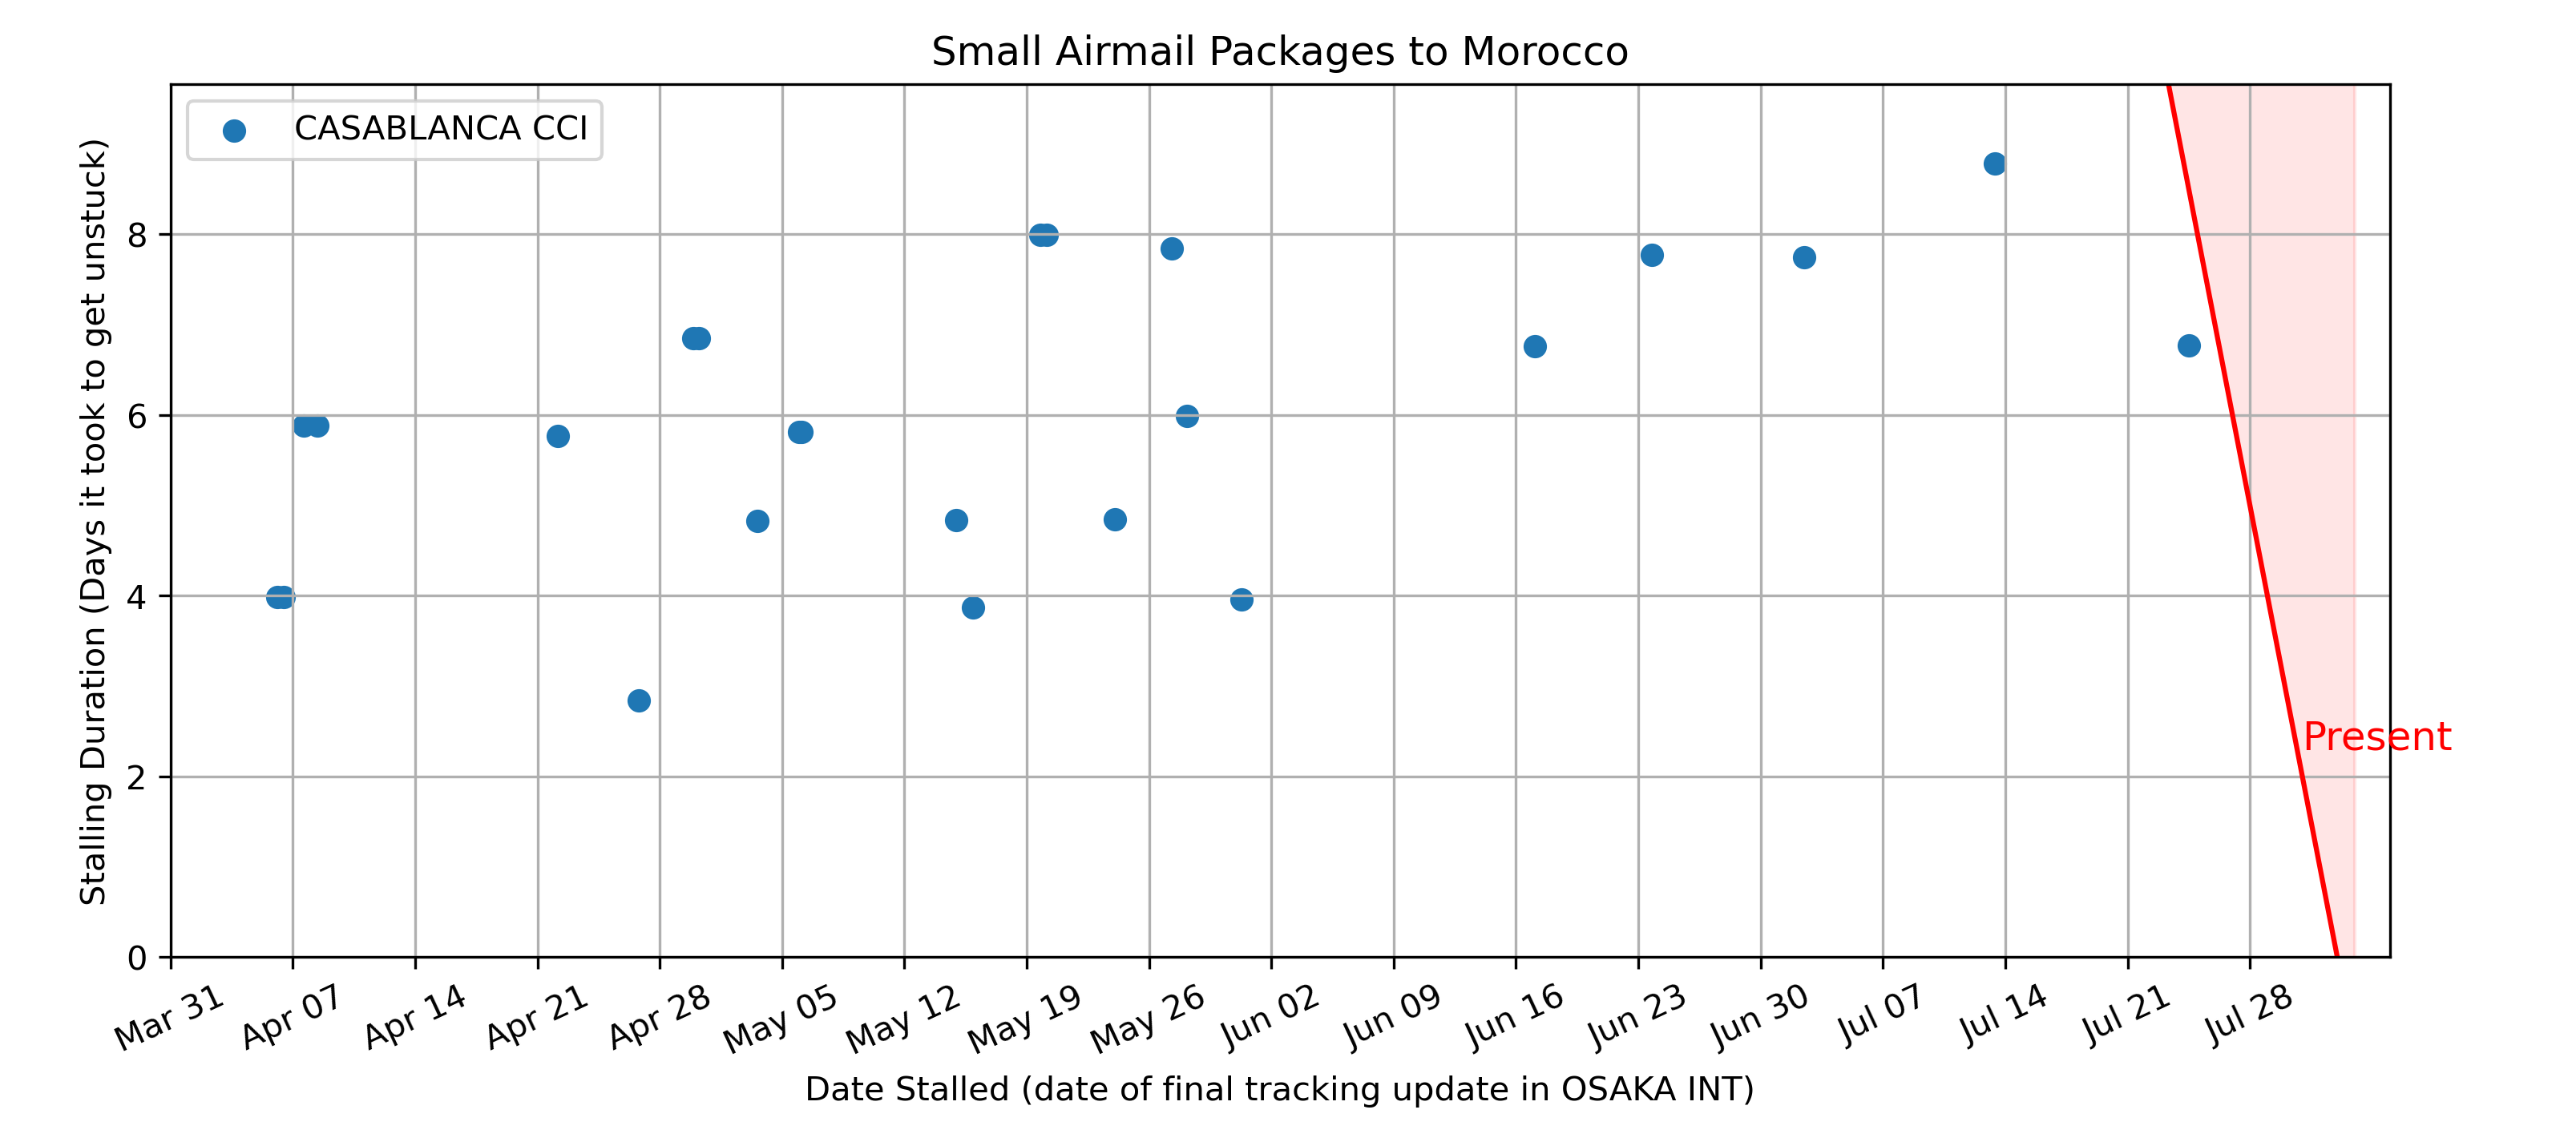 Small Airmail Packages to Morocco
CASABLANCA CCI
Stalling Duration (Days it took to get unstuck)
8
6
4
2
0
Present
Mar 31
Apr 07
Apr 14
Apr 21
Apr 28
May 05
May 12
May 19
May 26
Jun 02
Jun 09
Jun 16
Jun 23
Jun 30
Jul 07
Jul 14
Jul 21
Jul 28
Date Stalled (date of final tracking update in OSAKA INT)